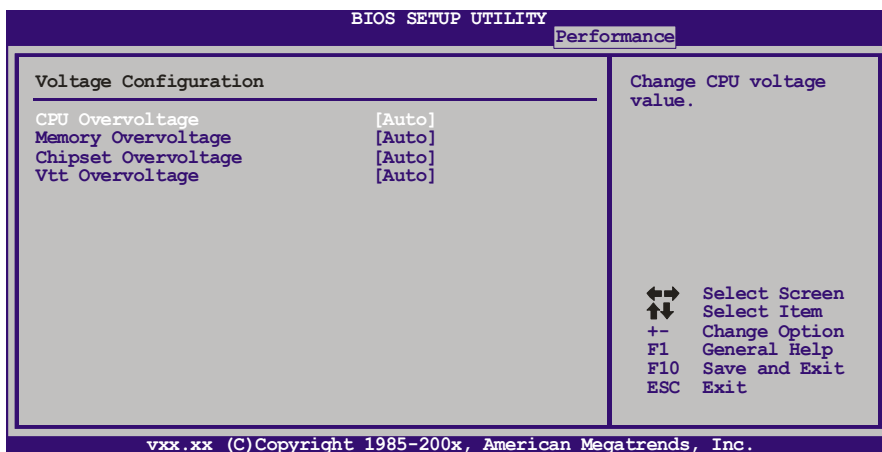 BIOS SETUP UTILITY
Performance
Voltage Configuration
CPU Overvoltage [Auto]
Memory Overvoltage [Auto]
Chipset Overvoltage [Auto]
Vtt Overvoltage [Auto]
Change CPU voltage
value.
Select Screen
Select Item
+- Change Option
F1 General Help
F10 Save and Exit
ESC Exit
vxx.xx (C)Copyright 1985-200x, American Megatrends, Inc.